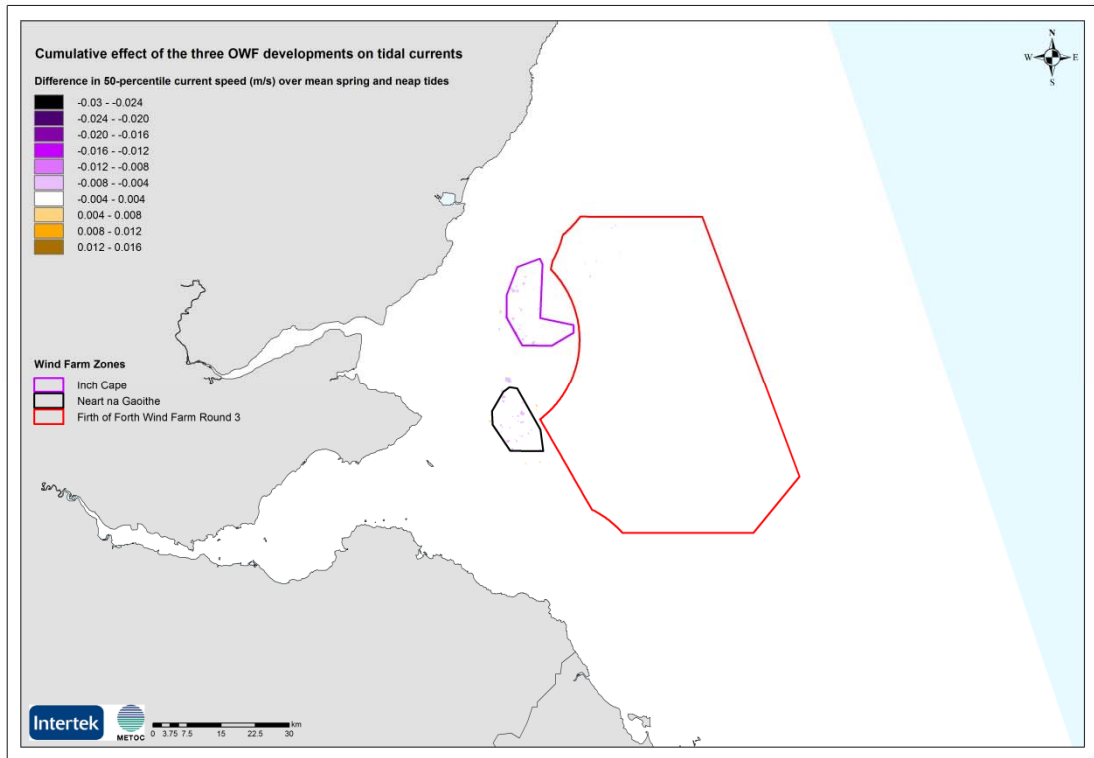 Cumulative effect of the three OWF developments on tidal currents
Difference in 50-percentile current speed (m/s) over mean spring and neap tides
-0.03 - -0.024
-0.024 - -0.020
-0.020 - -0.016
-0.016 - -0.012
-0.012 - -0.008
-0.008 - -0.004
-0.004 - 0.004
0.004 - 0.008
0.008 - 0.012
0.012 - 0.016
N
W E
S
Wind Farm Zones
Inch Cape
Neart na Gaoithe
Firth of Forth Wind Farm Round 3
Intertek
METOC
km
0 3.75 7.5 15 22.5 30